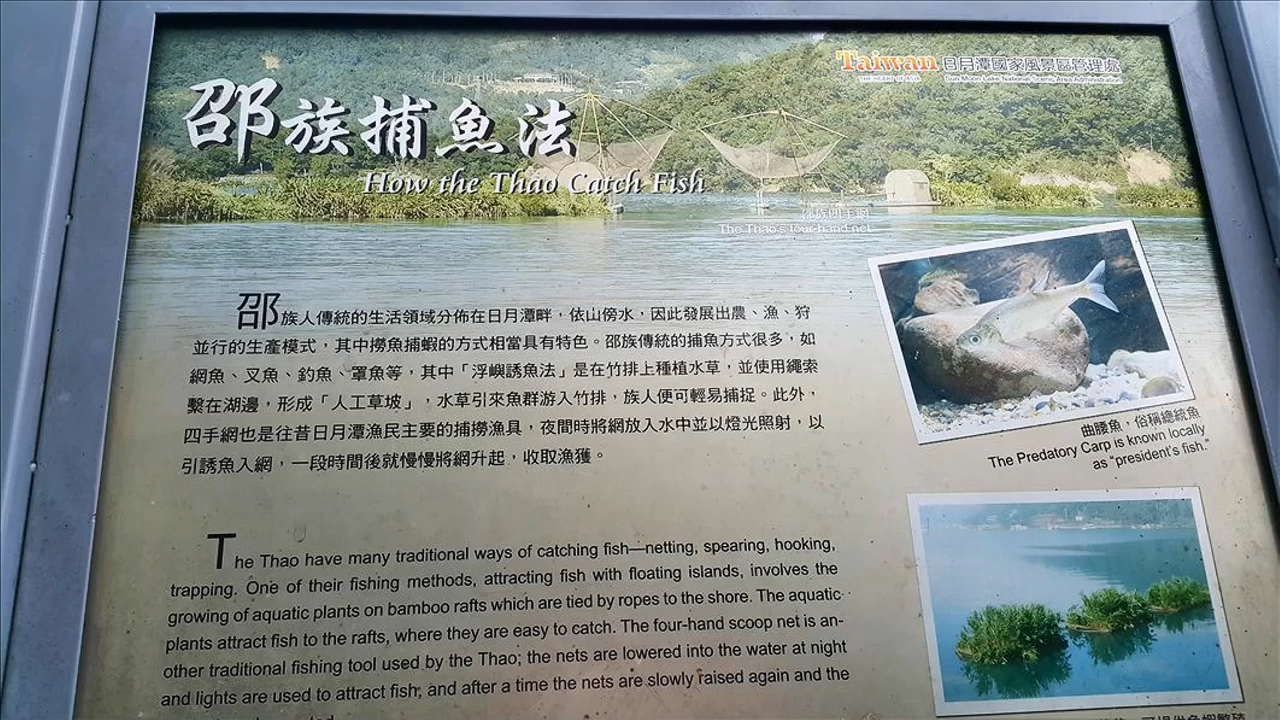 Taiwan 日月潭國家風景區管理處
THE HEART OF ASIA Sun Moon Lake National Scenic Area Administration
邵族捕魚法
How the Thao Catch Fish
邵族四手網
The Thao's four-hand net
邵族人傳統的生活領域分佈在日月潭畔，依山傍水，因此發展出農、漁、狩
並行的生產模式，其中撈魚捕蝦的方式相當具有特色。邵族傳統的捕魚方式很多，如
網魚、叉魚、釣魚、罩魚等，其中「浮嶼誘魚法」是在竹排上種植水草，並使用繩索
繫在湖邊，形成「人工草坡」，水草引來魚群游入竹排，族人便可輕易捕捉。此外，
四手網也是往昔日月潭漁民主要的捕撈漁具，夜間時將網放入水中並以燈光照射，以
引誘魚入網，一段時間後就慢慢將網升起，收取漁獲。
The Thao have many traditional ways of catching fish—netting, spearing, hooking,
trapping. One of their fishing methods, attracting fish with floating islands, involves the
growing of aquatic plants on bamboo rafts which are tied by ropes to the shore. The aquatic
plants attract fish to the rafts, where they are easy to catch. The four-hand scoop net is an-
other traditional fishing tool used by the Thao; the nets are lowered into the water at night
and lights are used to attract fish, and after a time the nets are slowly raised again and the
曲腰魚，俗稱總統魚
The Predatory Carp is known locally
as "president's fish."